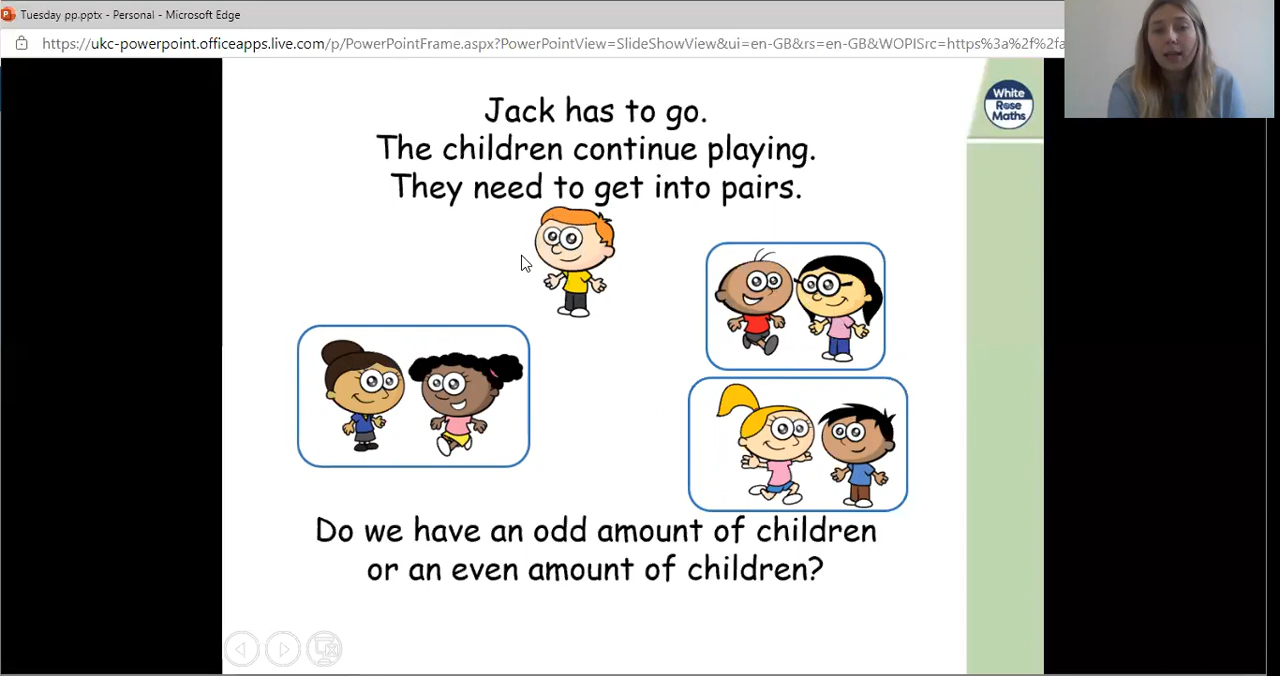 Tuesday pp.pptx - Personal - Microsoft Edge
https://ukc-powerpoint.officeapps.live.com/p/PowerPointFrame.aspx?PowerPointView=SlideShowView&ui=en-GB&rs=en-GB&WOPISrc=https%3a%2f%2fa
Jack has to go.
The children continue playing.
They need to get into pairs.
White
Rose
Maths
Do we have an odd amount of children
or an even amount of children?